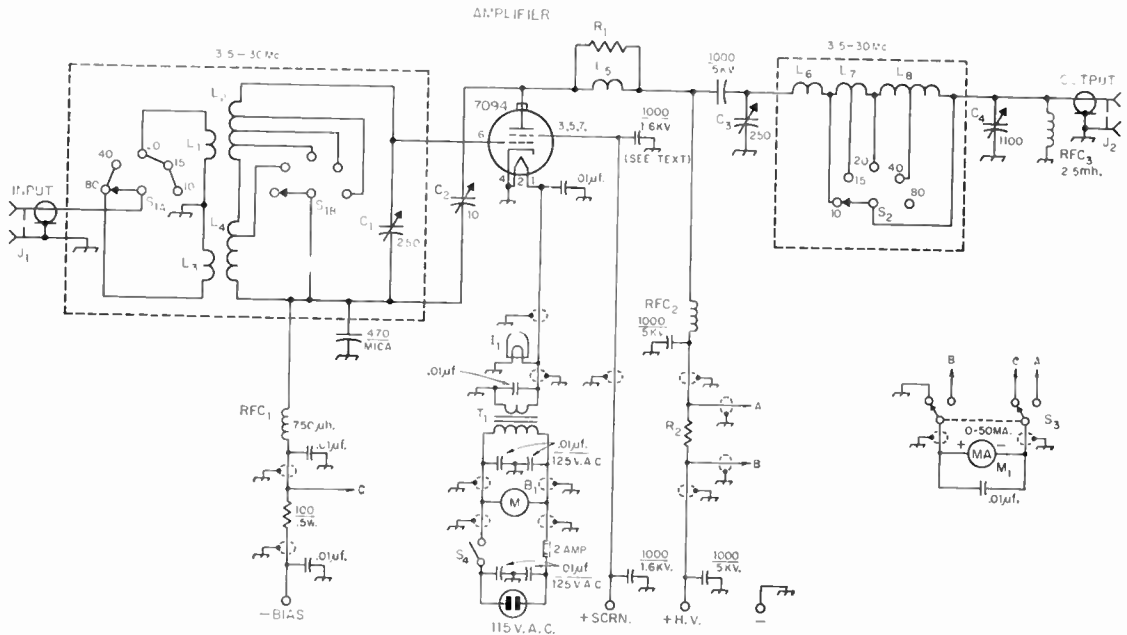 AMPLIFIER
3.5-30Mc
L2
L1
20
15
10
40
80
S1A
INPUT
J1
L3
L4
S1B
C1
250
C2
10
470
MICA
7094
6
3,5,7.
4
2
1
.01µf.
R1
L5
1000
1.6KV
(SEE TEXT)
1000
5KV
C3
250
3.5-30Mc
L6
L7
L8
20
15
40
80
10
S2
C4
1100
OUTPUT
J2
RFC3
2.5mh.
RFC1
750µh.
.01µf.
C
100
.5W.
.01µf.
-BIAS
I1
.01µf
T1
.01µf.
125V.A.C
B1
M
S4
2 AMP
.01µf
125V.A.C
115V.A.C.
RFC2
1000
5KV.
A
R2
B
1000
1.6KV.
1000
5KV.
+SCRN.
+H.V.
-
B
C
A
S3
0-50MA.
+
MA
-
M1
.01µf.